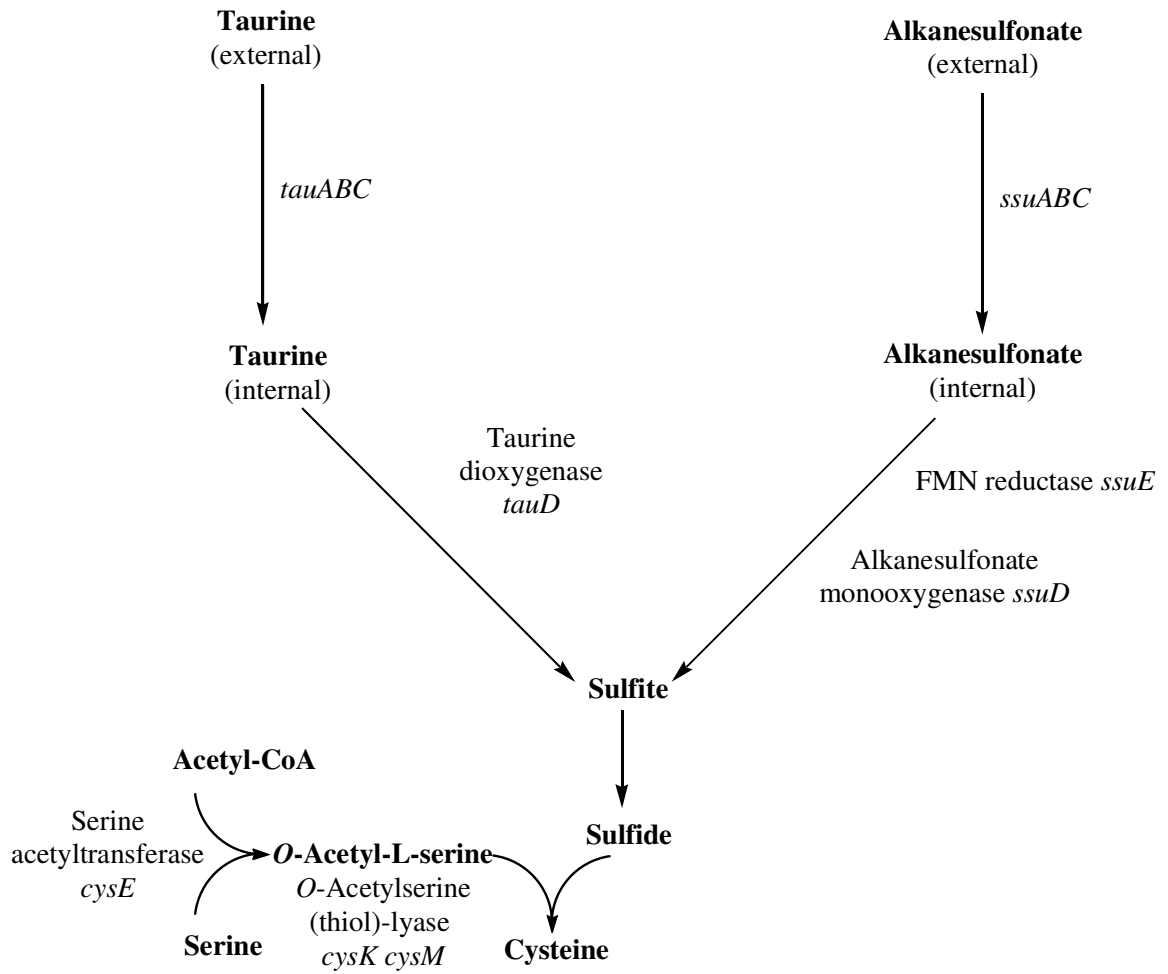 Taurine
(external)
Alkanesulfonate
(external)
tauABC
ssuABC
Taurine
(internal)
Alkanesulfonate
(internal)
Taurine
dioxygenase
tauD
FMN reductase ssuE
Alkanesulfonate
monooxygenase ssuD
Sulfite
Acetyl-CoA
Serine
acetyltransferase
cysE
Sulfide
O-Acetyl-L-serine
O-Acetylserine
(thiol)-lyase
cysK cysM
Serine
Cysteine